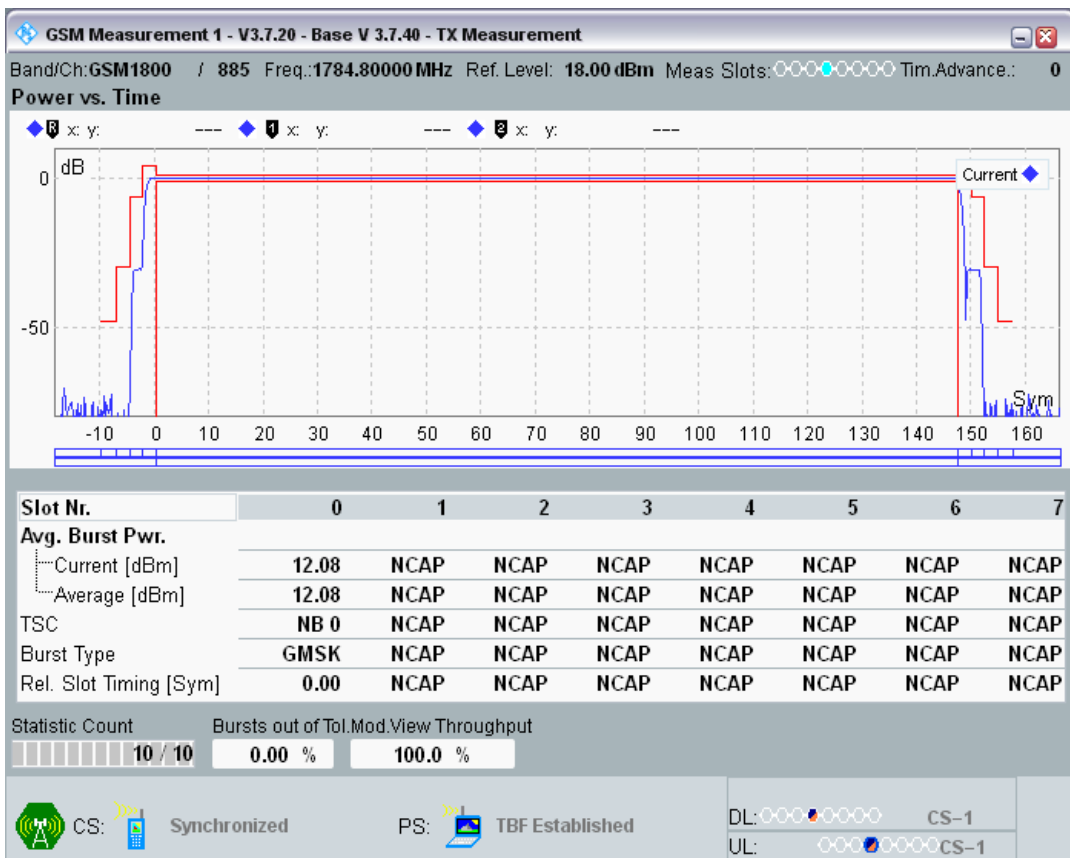 GSM Measurement 1 - V3.7.20 - Base V 3.7.40 - TX Measurement
Band/Ch:GSM1800 / 885 Freq.:1784.80000 MHz Ref. Level: 18.00 dBm Meas Slots: Tim.Advance.: 0
Power vs. Time
R x: y: --- 1 x: y: --- 2 x: y: ---
dB
Current
0
-50
Sym
-10 0 10 20 30 40 50 60 70 80 90 100 110 120 130 140 150 160
Slot Nr. 0 1 2 3 4 5 6 7
Avg. Burst Pwr.
Current [dBm] 12.08 NCAP NCAP NCAP NCAP NCAP NCAP NCAP
Average [dBm] 12.08 NCAP NCAP NCAP NCAP NCAP NCAP NCAP
TSC NB 0 NCAP NCAP NCAP NCAP NCAP NCAP NCAP
Burst Type GMSK NCAP NCAP NCAP NCAP NCAP NCAP NCAP
Rel. Slot Timing [Sym] 0.00 NCAP NCAP NCAP NCAP NCAP NCAP NCAP
Statistic Count Bursts out of Tol.Mod.View Throughput
10 / 10 0.00 % 100.0 %
CS: Synchronized PS: TBF Established
DL: CS-1
UL: CS-1